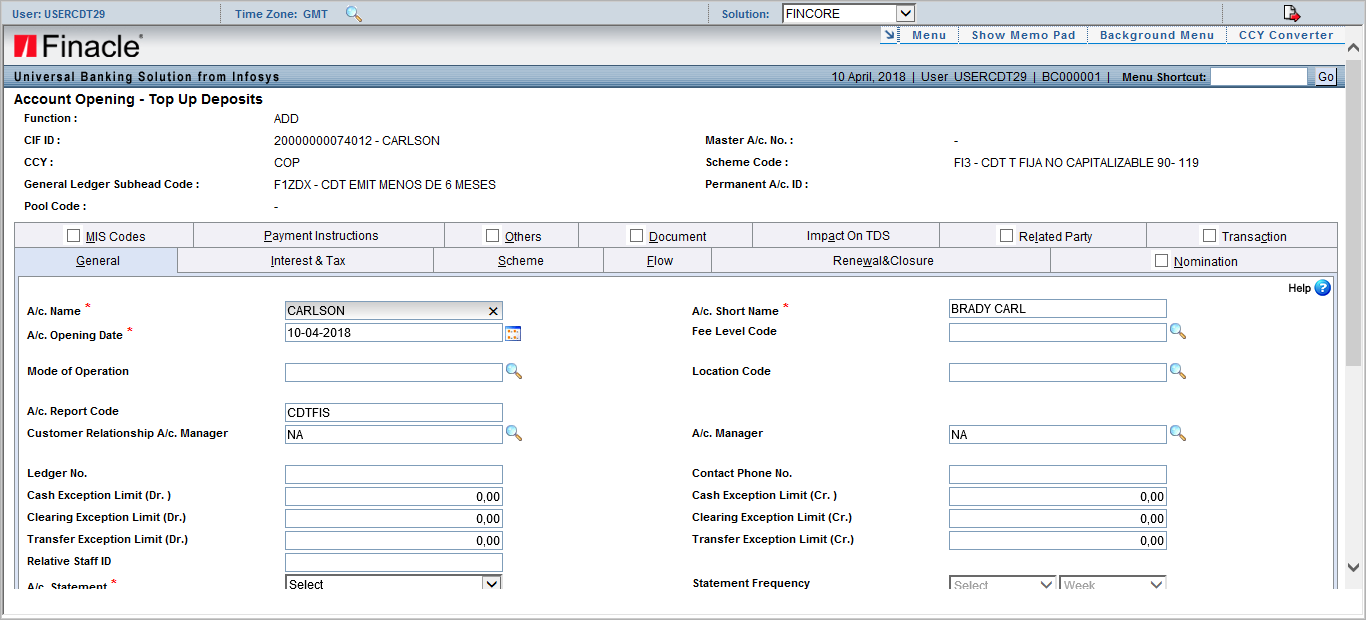 User: USERCDT29 Time Zone: GMT Solution: FINCORE
Menu Show Memo Pad Background Menu CCY Converter
Finacle
Universal Banking Solution from Infosys 10 April, 2018 | User USERCDT29 | BC000001 | Menu Shortcut: Go
Account Opening - Top Up Deposits
Function : ADD
CIF ID : 20000000074012 - CARLSON Master A/c. No. : -
CCY : COP Scheme Code : FI3 - CDT T FIJA NO CAPITALIZABLE 90- 119
General Ledger Subhead Code : F1ZDX - CDT EMIT MENOS DE 6 MESES Permanent A/c. ID :
Pool Code : -
MIS Codes Payment Instructions Others Document Impact On TDS Related Party Transaction
General Interest & Tax Scheme Flow Renewal&Closure Nomination
Help ?
A/c. Name * CARLSON × A/c. Short Name * BRADY CARL
A/c. Opening Date * 10-04-2018 Fee Level Code
Mode of Operation Location Code
A/c. Report Code CDTFIS
Customer Relationship A/c. Manager NA A/c. Manager NA
Ledger No. Contact Phone No.
Cash Exception Limit (Dr. ) 0,00 Cash Exception Limit (Cr. ) 0,00
Clearing Exception Limit (Dr.) 0,00 Clearing Exception Limit (Cr.) 0,00
Transfer Exception Limit (Dr.) 0,00 Transfer Exception Limit (Cr.) 0,00
Relative Staff ID
A/c. Statement * Select Statement Frequency Select Week